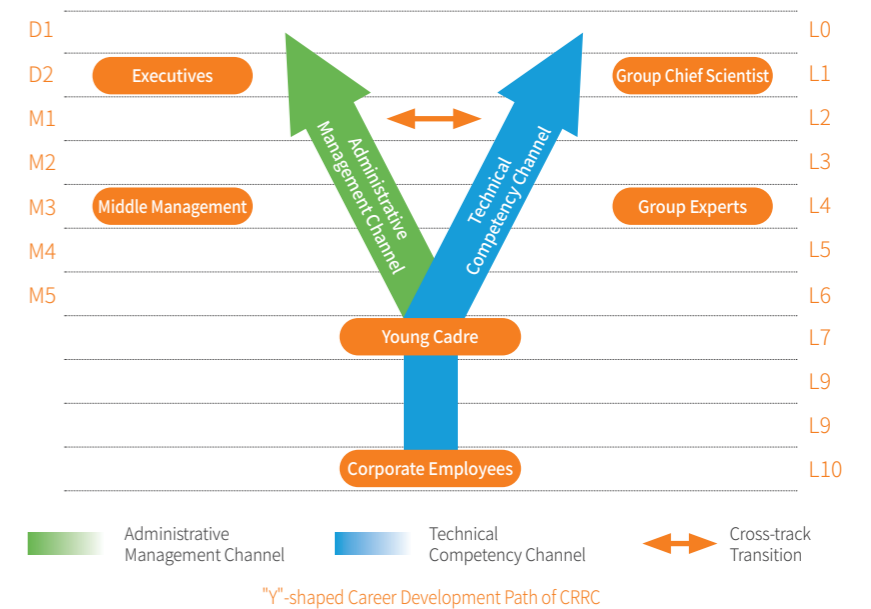 D1
L0
D2
Executives
Group Chief Scientist
L1
M1
L2
M2
L3
Administrative
Management Channel
Technical
Competency Channel
M3
Middle Management
Group Experts
L4
M4
L5
M5
L6
Young Cadre
L7
L9
L9
Corporate Employees
L10
Administrative
Management Channel
Technical
Competency Channel
Cross-track
Transition
"Y"-shaped Career Development Path of CRRC